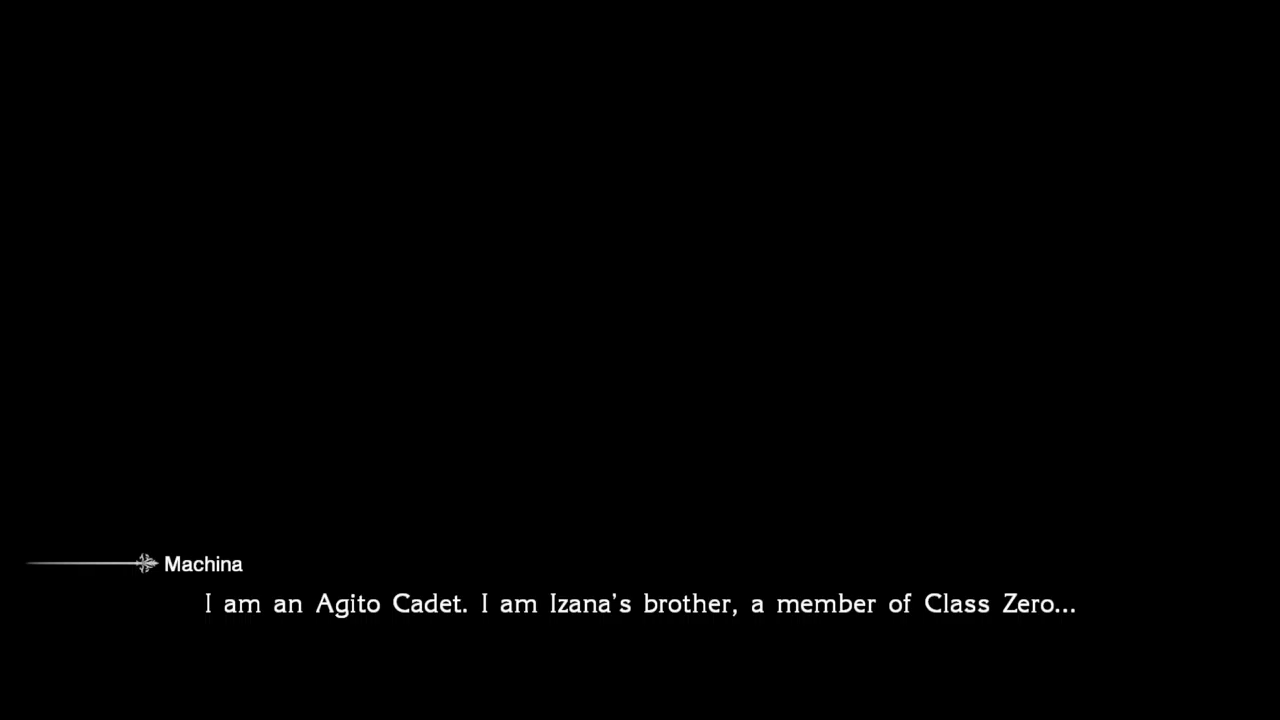 Machina
I am an Agito Cadet. I am Izana's brother, a member of Class Zero...